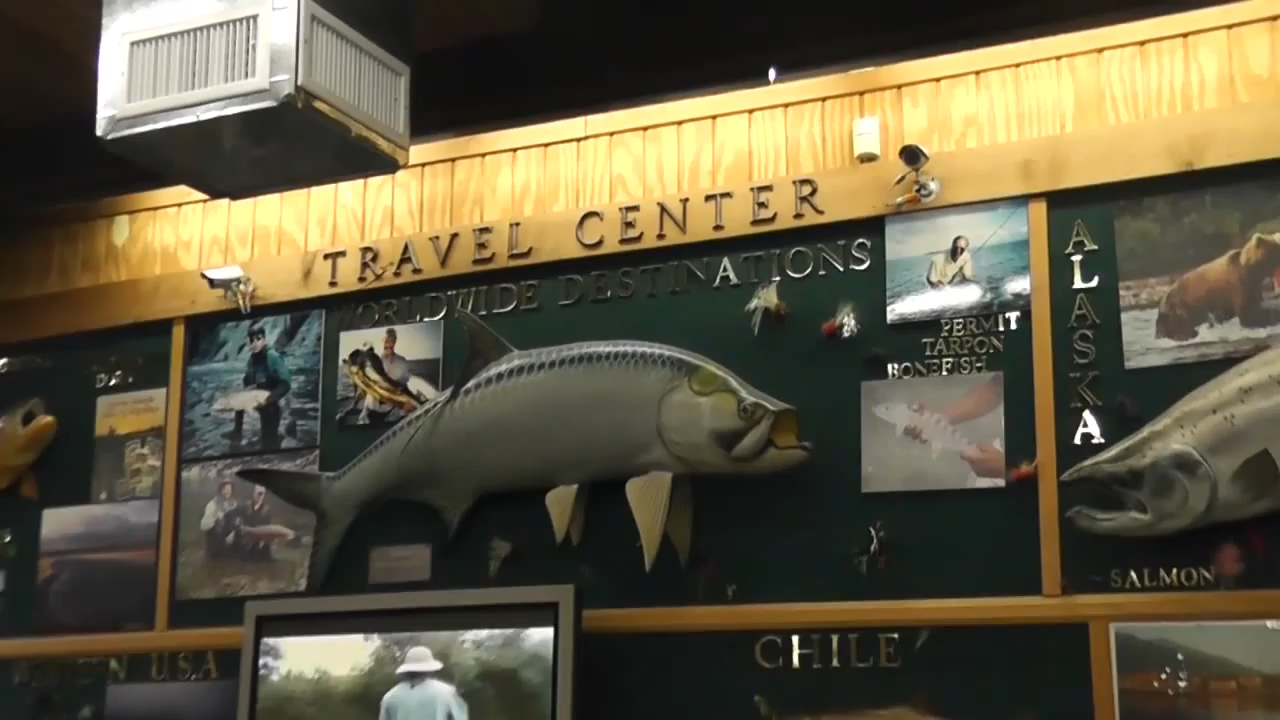 TRAVEL CENTER
WORLDWIDE DESTINATIONS
PERMIT
TARPON
BONEFISH
ALASKA
SALMON
CHILE
U.S.A